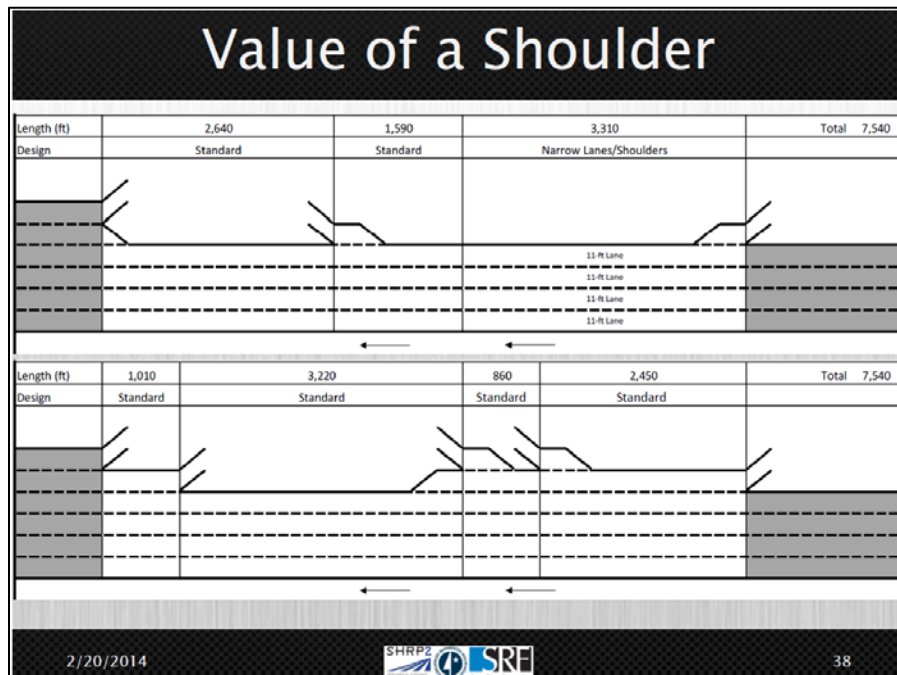 Value of a Shoulder
Length (ft) 2,640 1,590 3,310 Total 7,540
Design Standard Standard Narrow Lanes/Shoulders
11-ft Lane
11-ft Lane
11-ft Lane
11-ft Lane
Length (ft) 1,010 3,220 860 2,450 Total 7,540
Design Standard Standard Standard Standard
2/20/2014 SHRP2 SRF 38